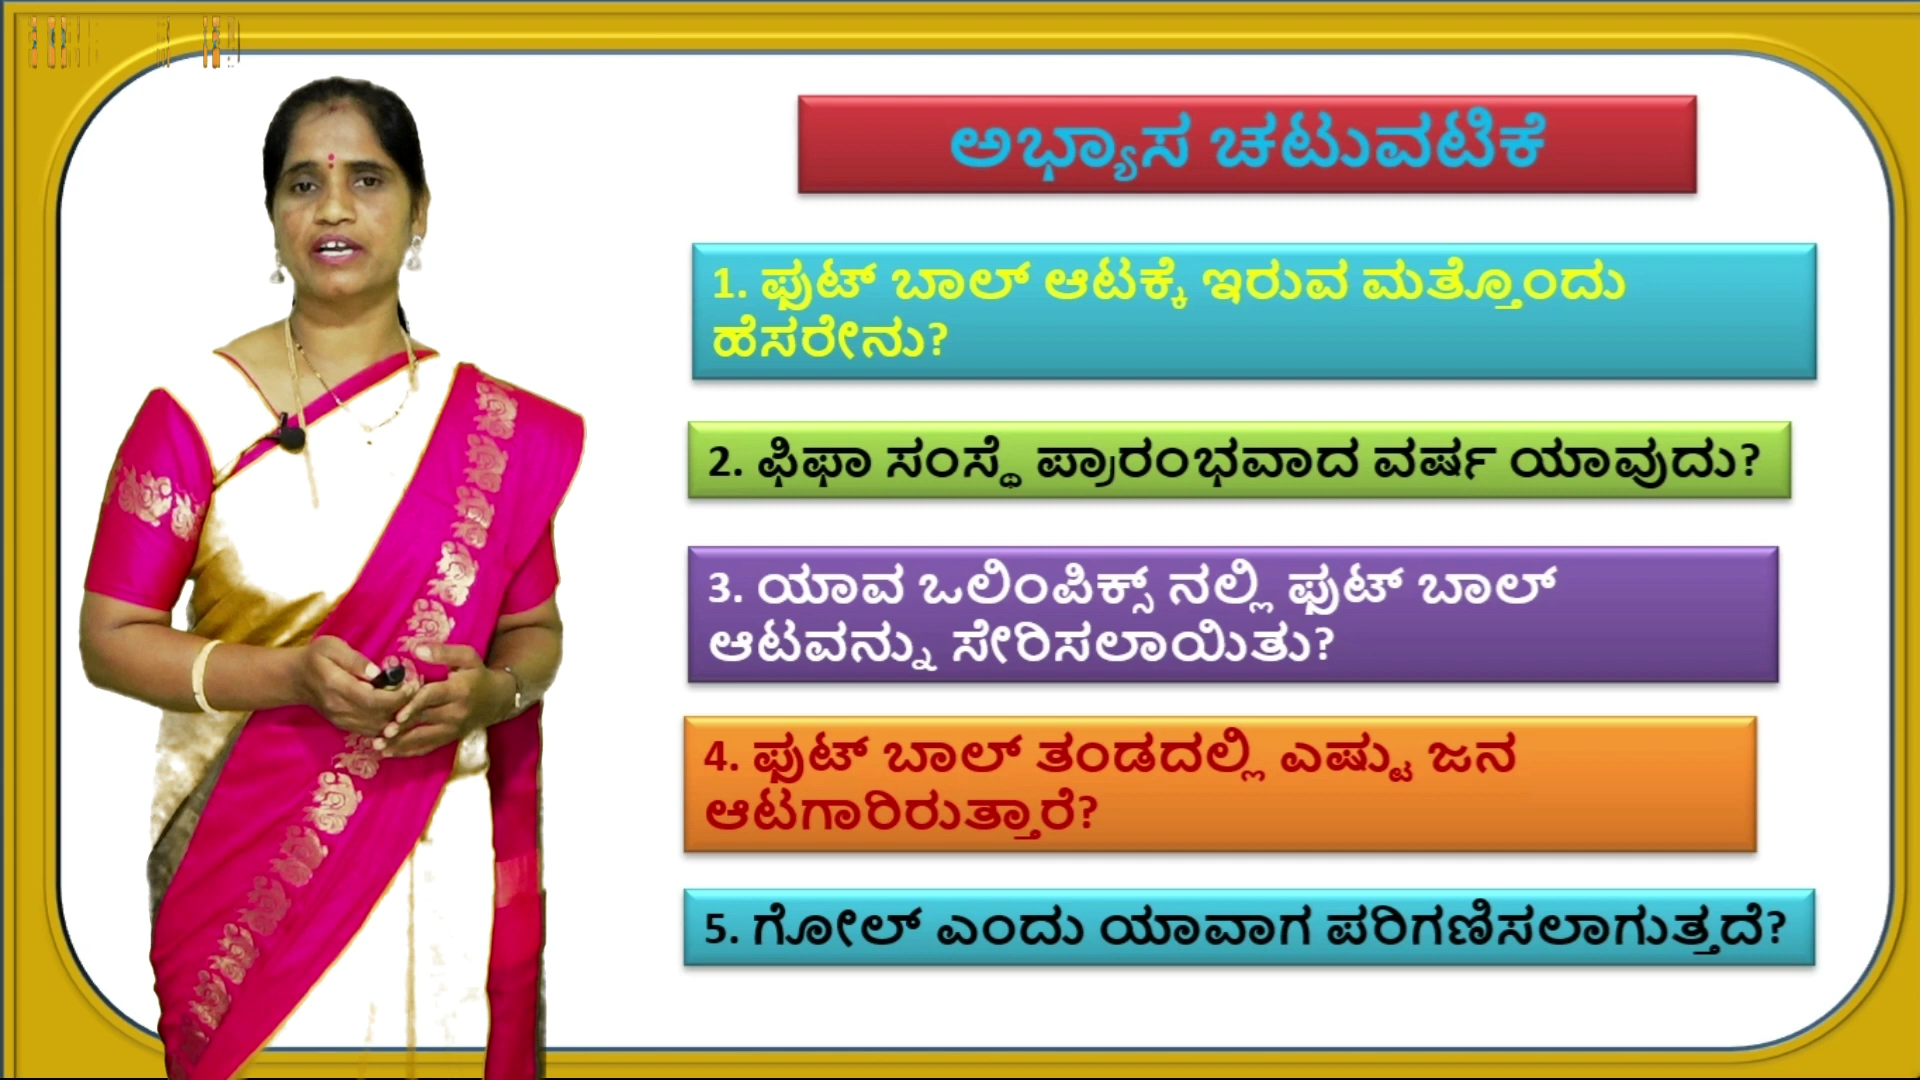 ಅಭ್ಯಾಸ ಚಟುವಟಿಕೆ
1. ಫುಟ್ ಬಾಲ್ ಆಟಕ್ಕೆ ಇರುವ ಮತ್ತೊಂದು
ಹೆಸರೇನು?
2. ಫಿಫಾ ಸಂಸ್ಥೆ ಪ್ರಾರಂಭವಾದ ವರ್ಷ ಯಾವುದು?
3. ಯಾವ ಒಲಿಂಪಿಕ್ಸ್ ನಲ್ಲಿ ಫುಟ್ ಬಾಲ್
ಆಟವನ್ನು ಸೇರಿಸಲಾಯಿತು?
4. ಫುಟ್ ಬಾಲ್ ತಂಡದಲ್ಲಿ ಎಷ್ಟು ಜನ
ಆಟಗಾರಿರುತ್ತಾರೆ?
5. ಗೋಲ್ ಎಂದು ಯಾವಾಗ ಪರಿಗಣಿಸಲಾಗುತ್ತದೆ?